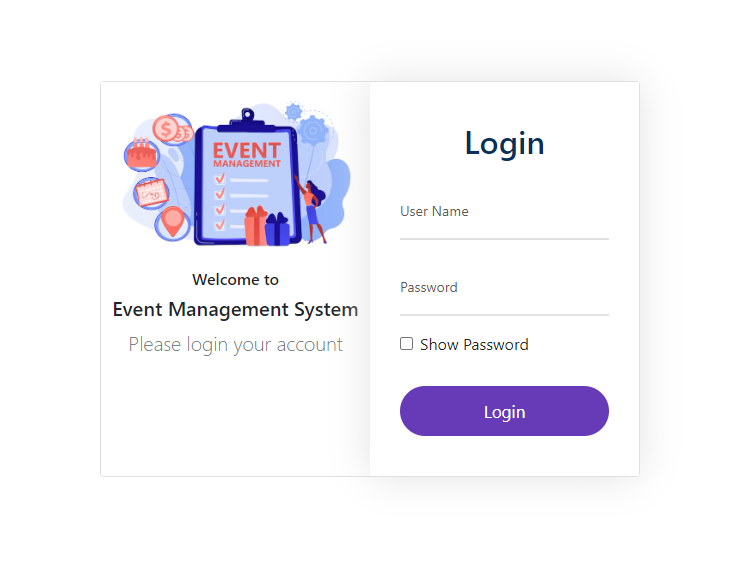 EVENT
MANAGEMENT
Welcome to
Event Management System
Please login your account
Login
User Name
Password
Show Password
Login